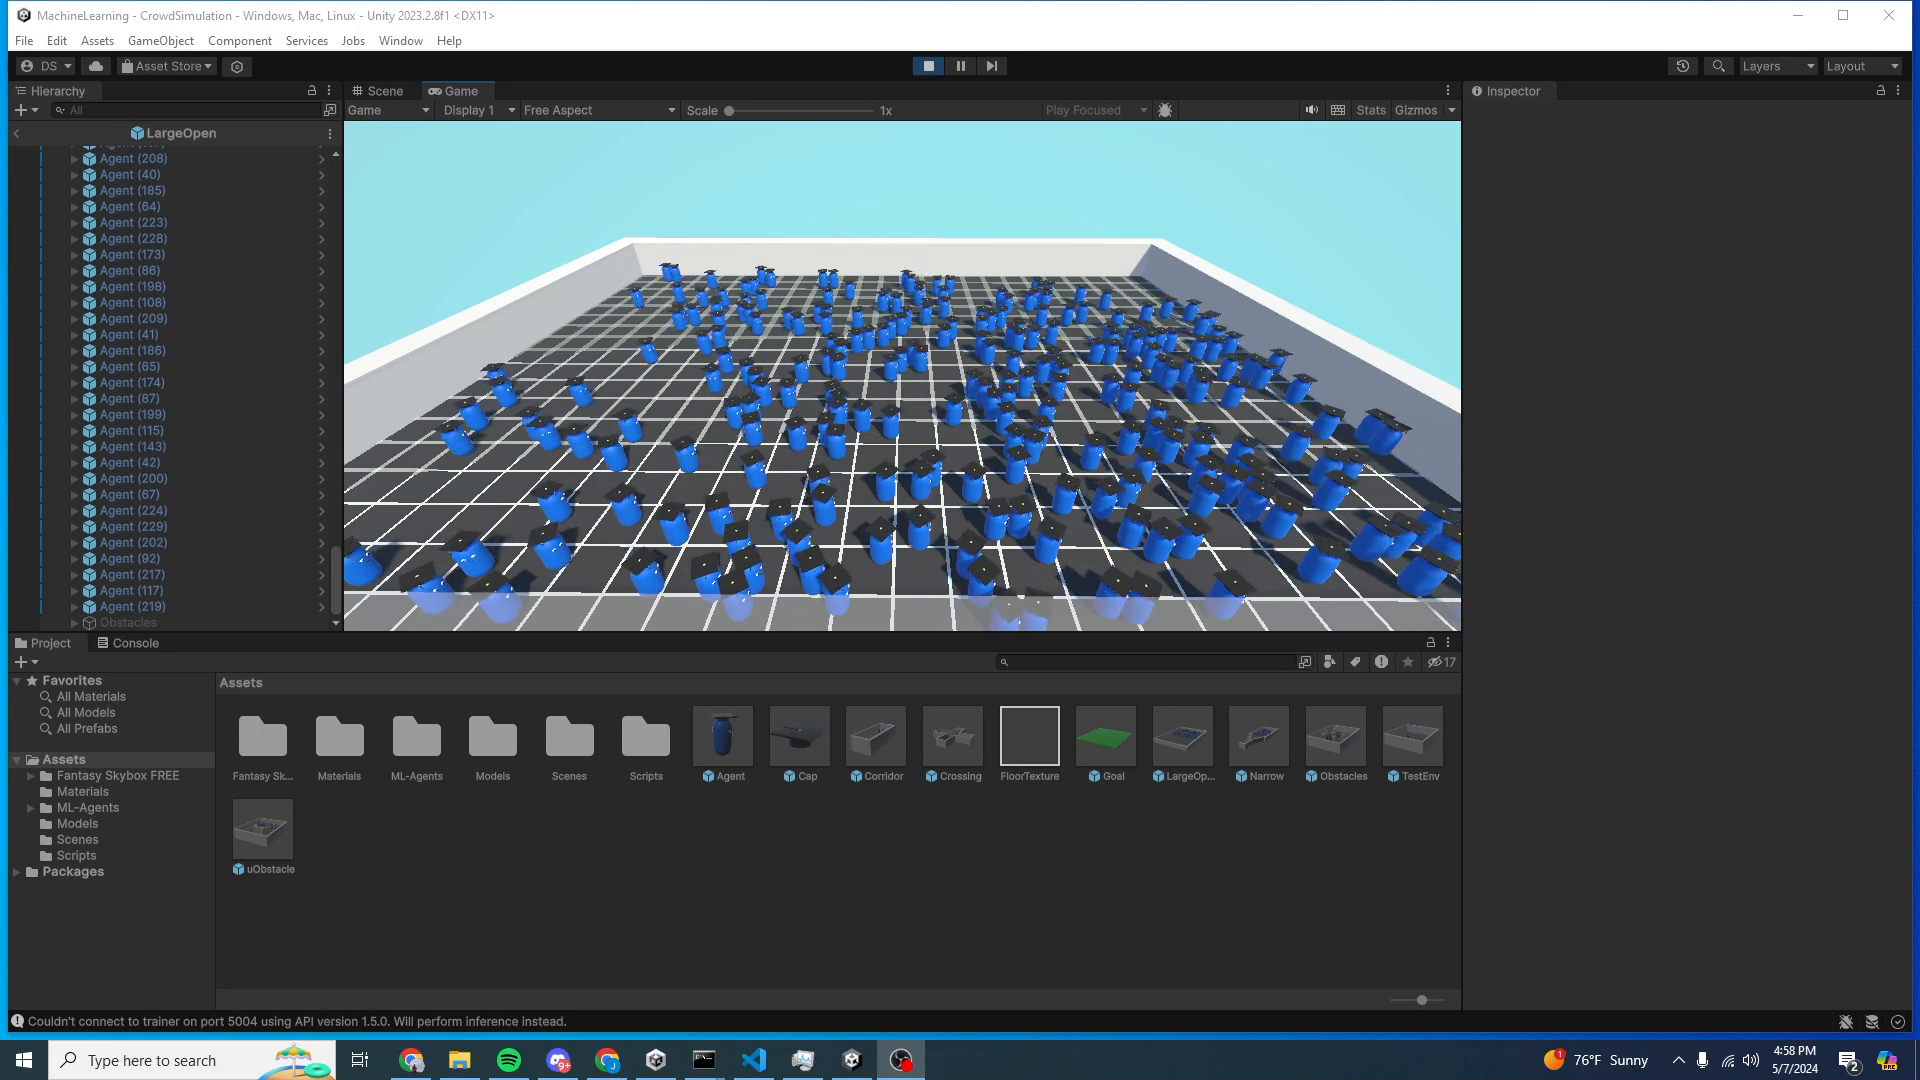 MachineLearning - CrowdSimulation - Windows, Mac, Linux - Unity 2023.2.8f1 <DX11>
File Edit Assets GameObject Component Services Jobs Window Help
DS Asset Store Layers Layout
Hierarchy
All
LargeOpen
Agent (208)
Agent (40)
Agent (185)
Agent (64)
Agent (223)
Agent (228)
Agent (173)
Agent (86)
Agent (198)
Agent (108)
Agent (209)
Agent (41)
Agent (186)
Agent (65)
Agent (174)
Agent (87)
Agent (199)
Agent (115)
Agent (143)
Agent (42)
Agent (200)
Agent (67)
Agent (224)
Agent (229)
Agent (202)
Agent (92)
Agent (217)
Agent (117)
Agent (219)
Obstacles
Scene Game
Game Display 1 Free Aspect Scale 1x Play Focused Stats Gizmos
Inspector
Project Console
17
Favorites
All Materials
All Models
All Prefabs
Assets
Fantasy Skybox FREE
Materials
ML-Agents
Models
Scenes
Scripts
Packages
Assets
Fantasy Sk... Materials ML-Agents Models Scenes Scripts Agent Cap Corridor Crossing FloorTexture Goal LargeOp... Narrow Obstacles TestEnv
uObstacle
Couldn't connect to trainer on port 5004 using API version 1.5.0. Will perform inference instead.
Type here to search
9+
1
76°F Sunny
4:58 PM
5/7/2024
2
PRE